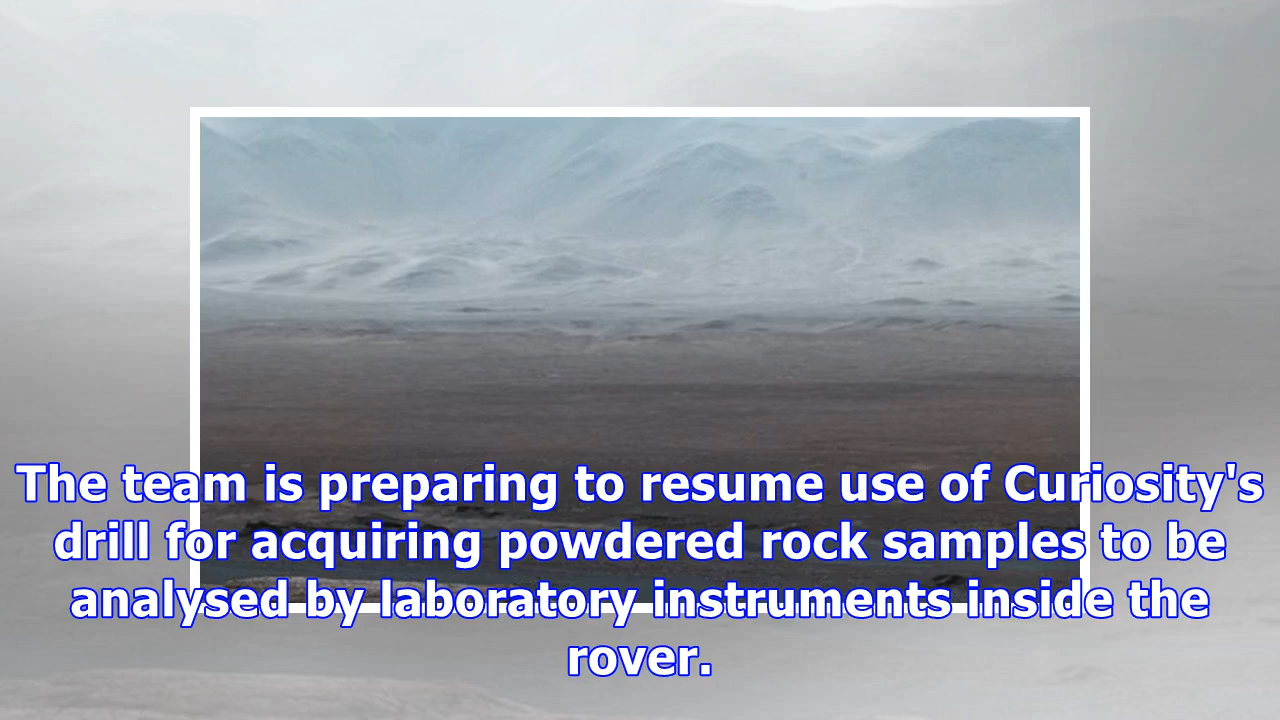 The team is preparing to resume use of Curiosity's
drill for acquiring powdered rock samples to be
analysed by laboratory instruments inside the
rover.